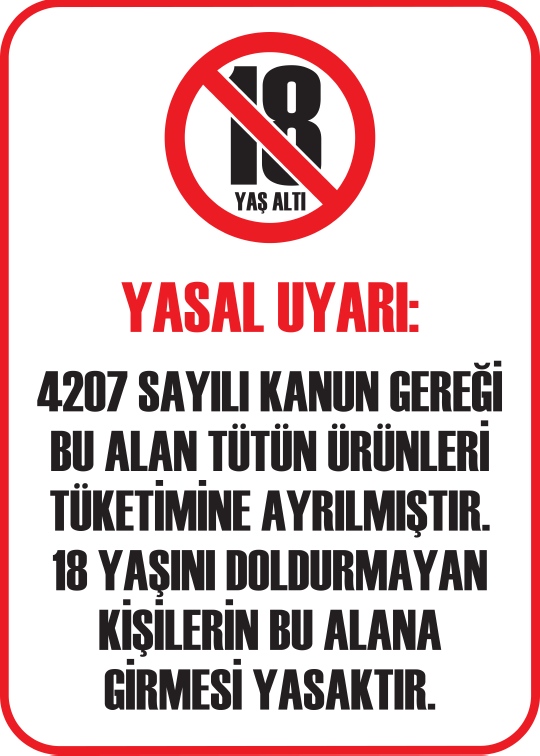 18
YAŞ ALTI
YASAL UYARI:
4207 SAYILI KANUN GEREĞİ
BU ALAN TÜTÜN ÜRÜNLERİ
TÜKETİMİNE AYRILMIŞTIR.
18 YAŞINI DOLDURMAYAN
KİŞİLERİN BU ALANA
GİRMESİ YASAKTIR.